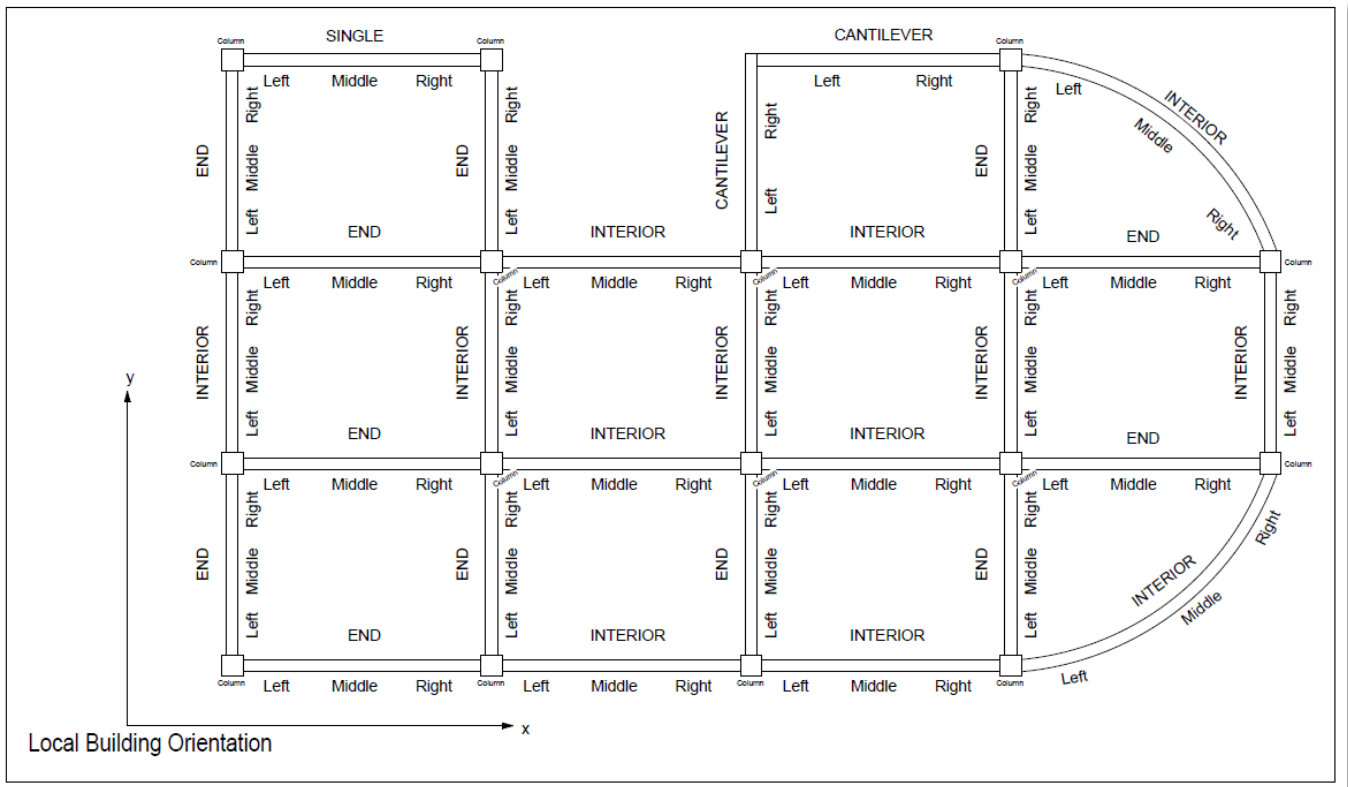 SINGLE CANTILEVER
Column Column Column
Left Middle Right Left Right Left
INTERIOR
Middle
Right
END Right Middle Left
END Right Middle Left
CANTILEVER Right Left
END Right Middle Left
END INTERIOR INTERIOR END
Column Column Column Column Column
Left Middle Right Left Middle Right Left Middle Right Left Middle Right
INTERIOR Right Middle Left
INTERIOR Right Middle Left
INTERIOR Right Middle Left
INTERIOR Right Middle Left
INTERIOR Right Middle Left
y
END INTERIOR INTERIOR END
Column Column Column Column Column
Left Middle Right Left Middle Right Left Middle Right Left Middle Right
END Right Middle Left
END Right Middle Left
END Right Middle Left
END Right Middle Left
Right
INTERIOR
Middle
Left
END INTERIOR INTERIOR
Column Column Column Column
Left Middle Right Left Middle Right Left Middle Right
x
Local Building Orientation